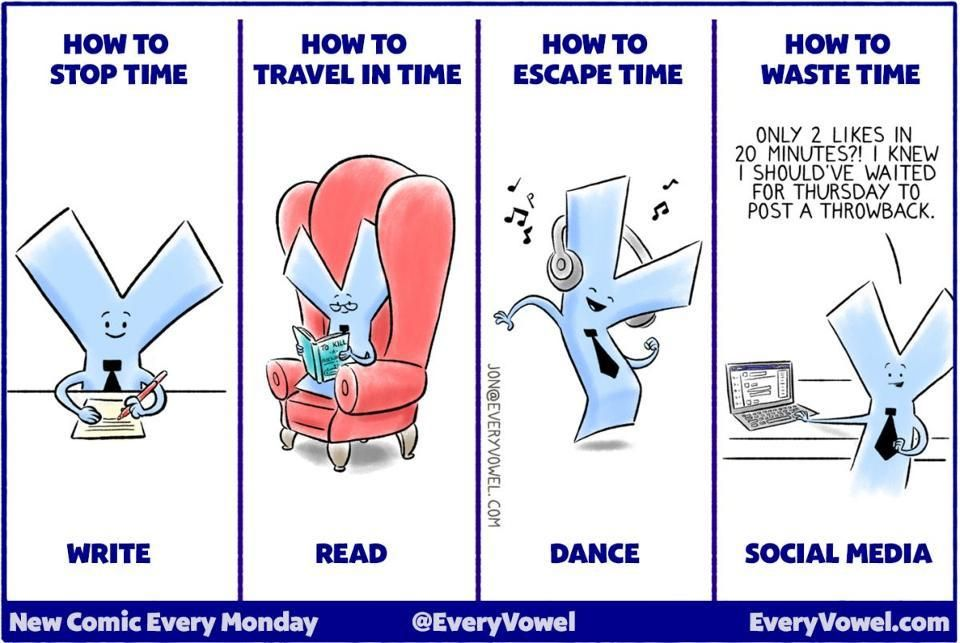 HOW TO
STOP TIME
WRITE
HOW TO
TRAVEL IN TIME
TO KILL
A
READ
HOW TO
ESCAPE TIME
DANCE
JON@EVERYVOWEL.COM
HOW TO
WASTE TIME
ONLY 2 LIKES IN
20 MINUTES?! I KNEW
I SHOULD'VE WAITED
FOR THURSDAY TO
POST A THROWBACK.
SOCIAL MEDIA
New Comic Every Monday
@EveryVowel
EveryVowel.com